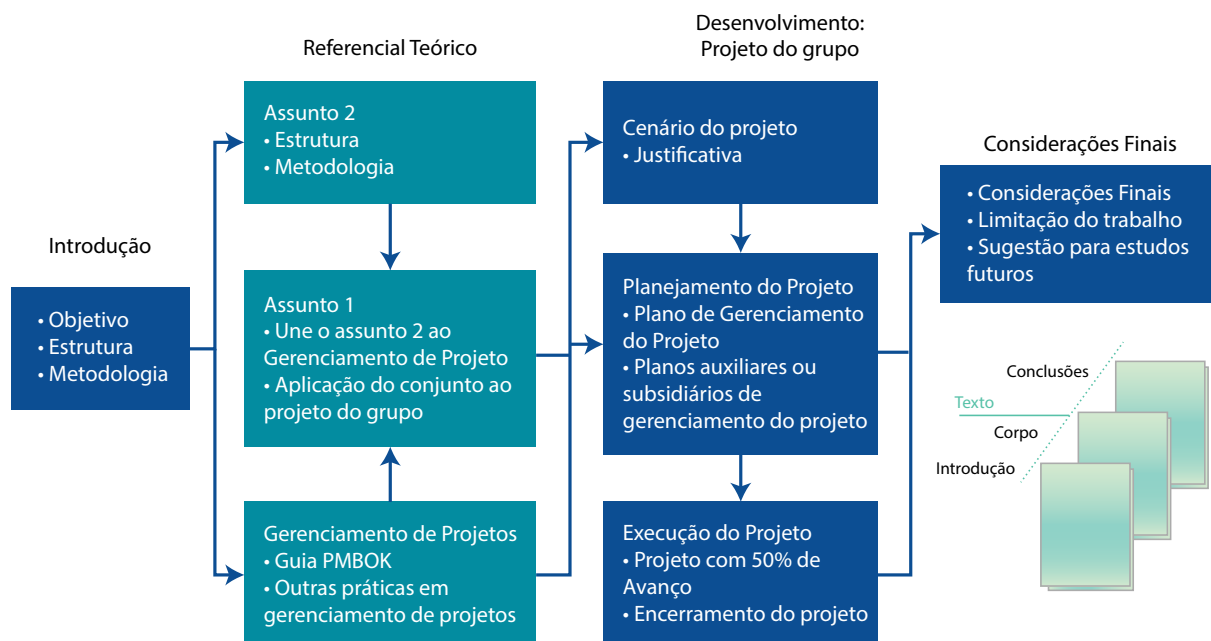 Introdução
• Objetivo
• Estrutura
• Metodologia
Referencial Teórico
Assunto 2
• Estrutura
• Metodologia
Assunto 1
• Une o assunto 2 ao
Gerenciamento de Projeto
• Aplicação do conjunto ao
projeto do grupo
Gerenciamento de Projetos
• Guia PMBOK
• Outras práticas em
gerenciamento de projetos
Desenvolvimento:
Projeto do grupo
Cenário do projeto
• Justificativa
Planejamento do Projeto
• Plano de Gerenciamento
do Projeto
• Planos auxiliares ou
subsidiários de
gerenciamento do projeto
Execução do Projeto
• Projeto com 50% de
Avanço
• Encerramento do projeto
Considerações Finais
• Considerações Finais
• Limitação do trabalho
• Sugestão para estudos
futuros
Conclusões
Texto
Corpo
Introdução